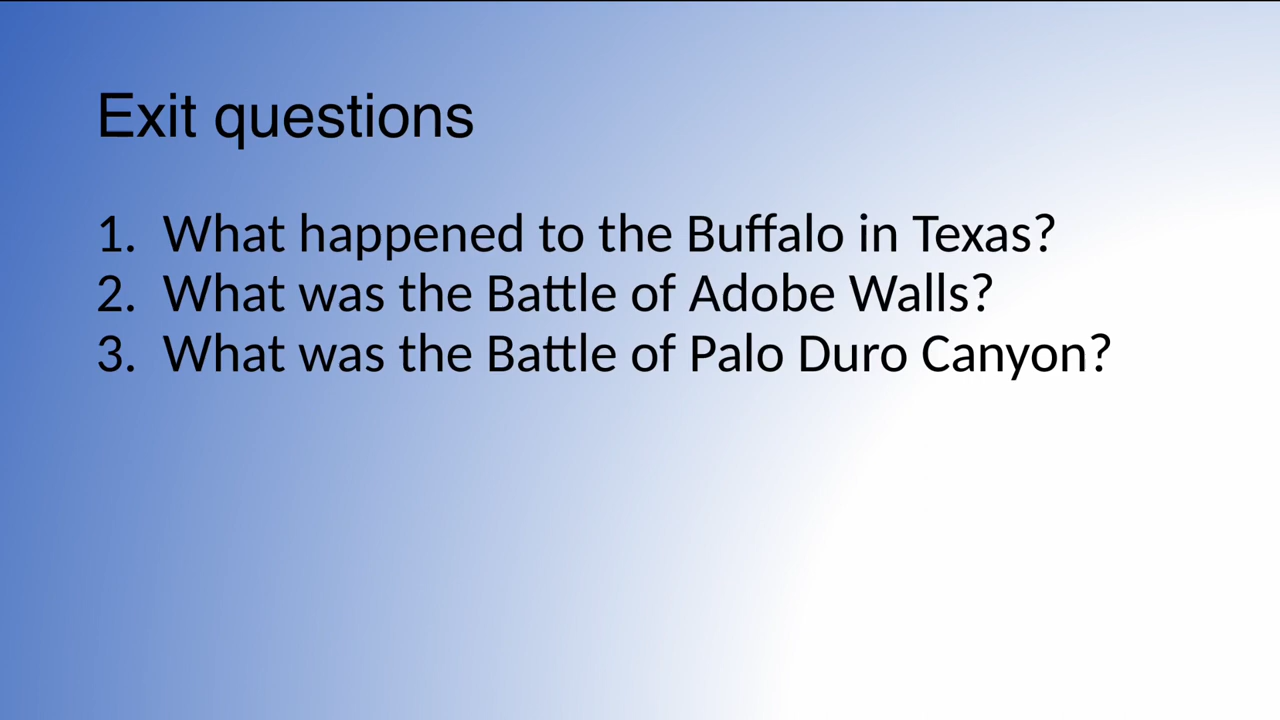 Exit questions
1. What happened to the Buffalo in Texas?
2. What was the Battle of Adobe Walls?
3. What was the Battle of Palo Duro Canyon?